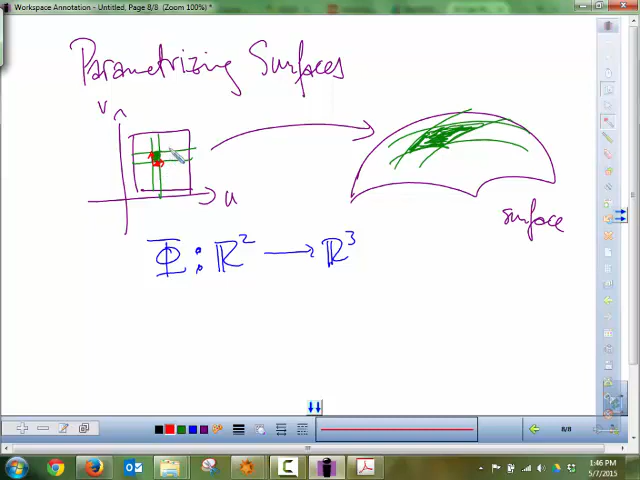 Workspace Annotation - Untitled, Page 8/8 (Zoom 100%) *
Parametrizing Surfaces
v
u
surface
Φ : ℝ² → ℝ³
8/8
1:46 PM
5/7/2015